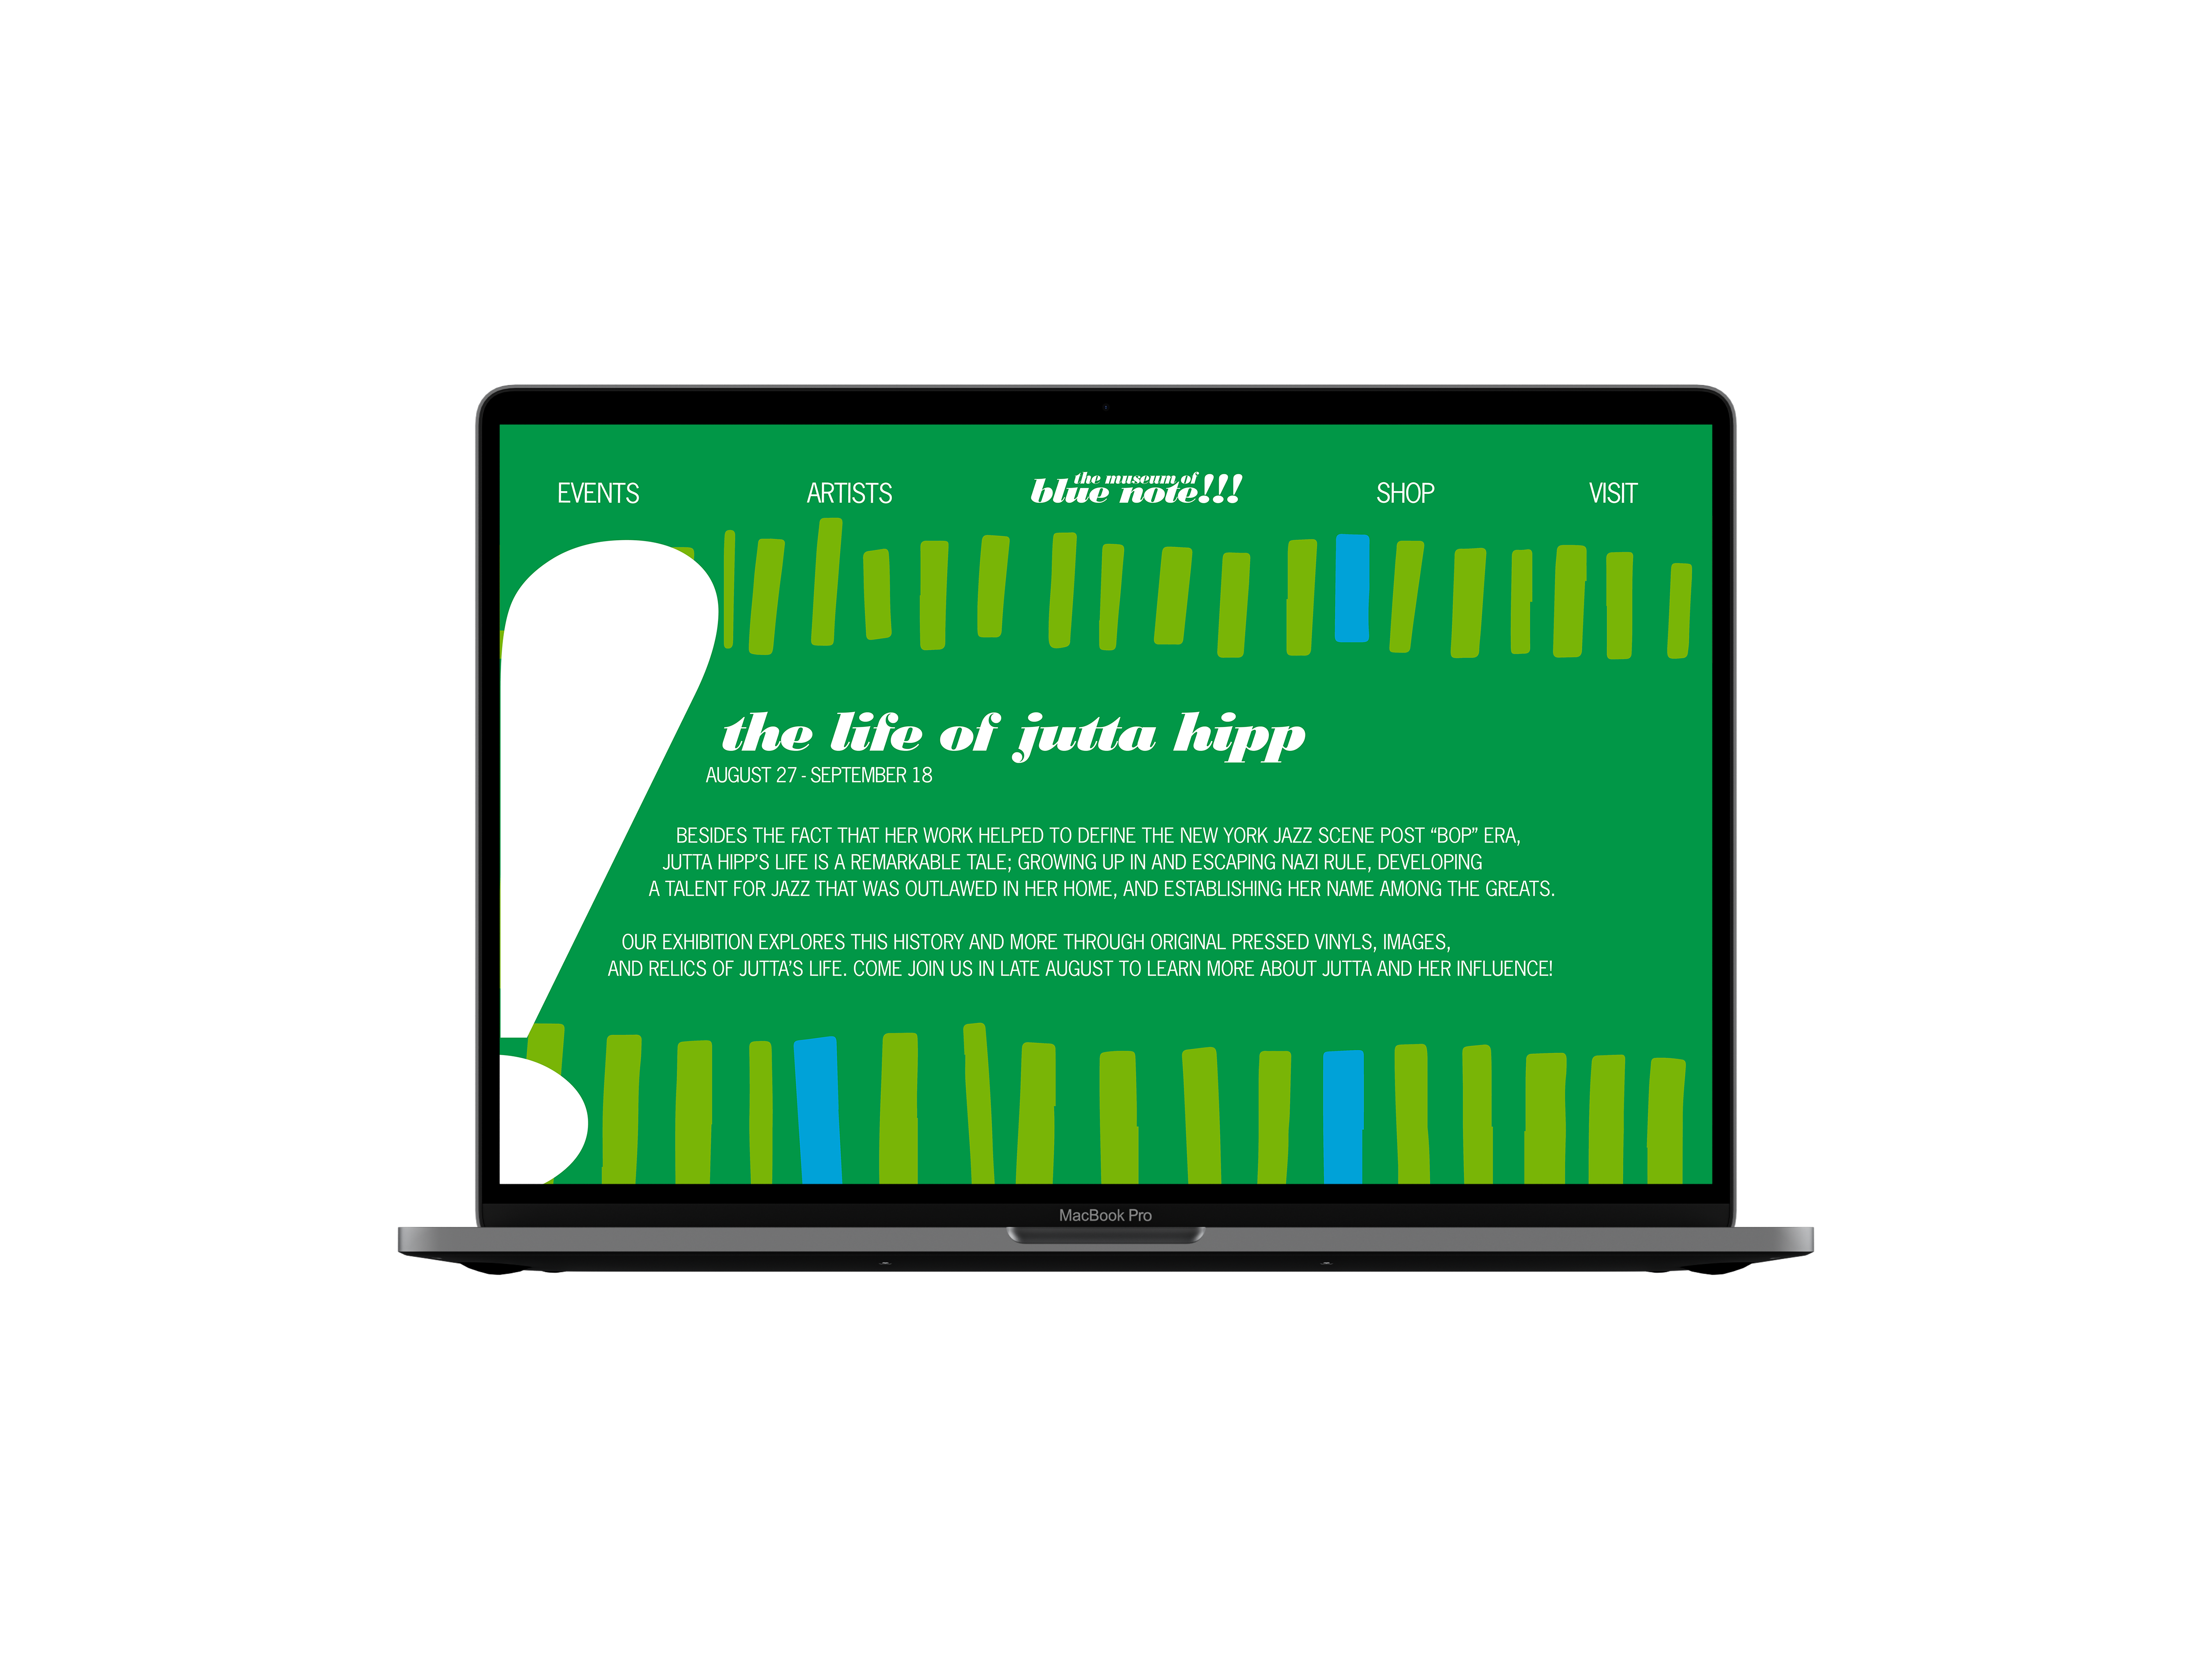 EVENTS
ARTISTS
the museum of
blue note!!!
SHOP
VISIT
the life of jutta hipp
AUGUST 27 - SEPTEMBER 18
BESIDES THE FACT THAT HER WORK HELPED TO DEFINE THE NEW YORK JAZZ SCENE POST “BOP” ERA,
JUTTA HIPP’S LIFE IS A REMARKABLE TALE; GROWING UP IN AND ESCAPING NAZI RULE, DEVELOPING
A TALENT FOR JAZZ THAT WAS OUTLAWED IN HER HOME, AND ESTABLISHING HER NAME AMONG THE GREATS.
OUR EXHIBITION EXPLORES THIS HISTORY AND MORE THROUGH ORIGINAL PRESSED VINYLS, IMAGES,
AND RELICS OF JUTTA’S LIFE. COME JOIN US IN LATE AUGUST TO LEARN MORE ABOUT JUTTA AND HER INFLUENCE!
MacBook Pro